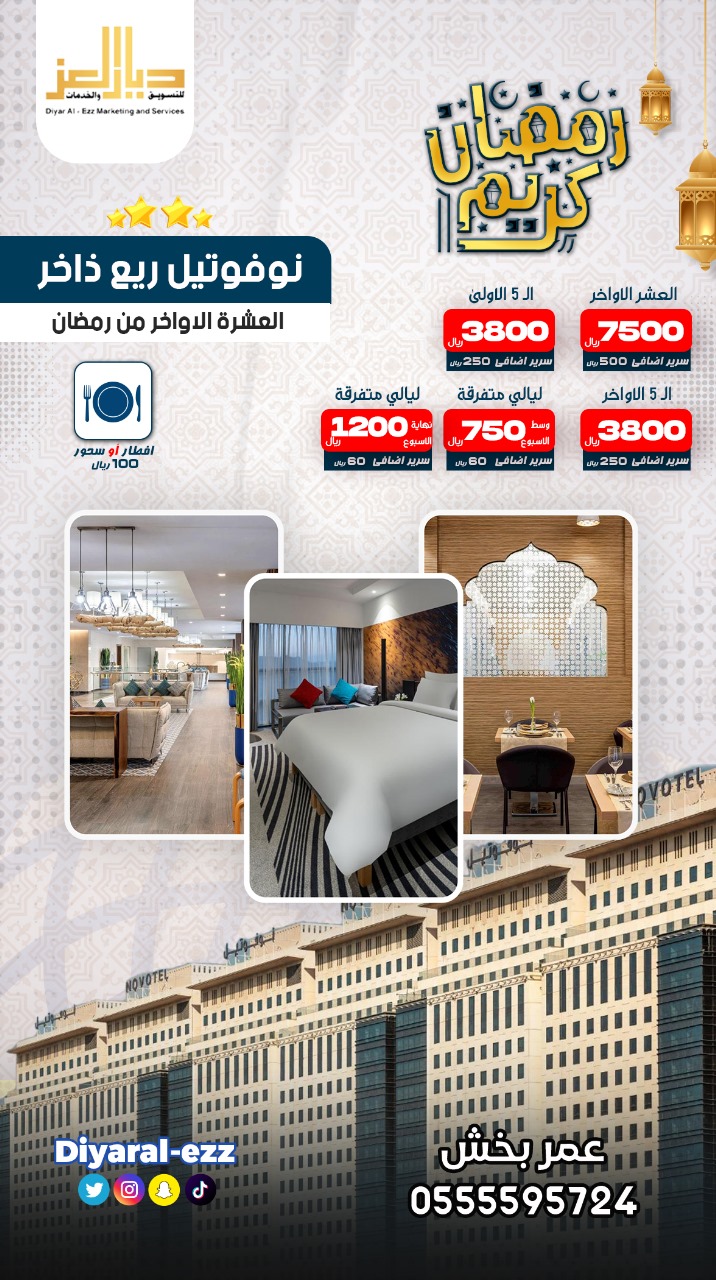 ديار العز
للتسويق والخدمات
Diyar Al - Ezz Marketing and Services
رمضان
كريم
نوفوتيل ريع ذاخر
العشرة الاواخر من رمضان
العشر الاواخر
7500 ريال
سرير اضافي 500 ريال
الـ 5 الاولى
3800 ريال
سرير اضافي 250 ريال
الـ 5 الاواخر
3800 ريال
سرير اضافي 250 ريال
ليالي متفرقة
وسط الاسبوع 750 ريال
سرير اضافي 60 ريال
ليالي متفرقة
نهاية الاسبوع 1200 ريال
سرير اضافي 60 ريال
افطار أو سحور
100 ريال
NOVOTEL
نوفوتيل
NOVOTEL
نوفوتيل
Diyaral-ezz
عمر بخش
0555595724